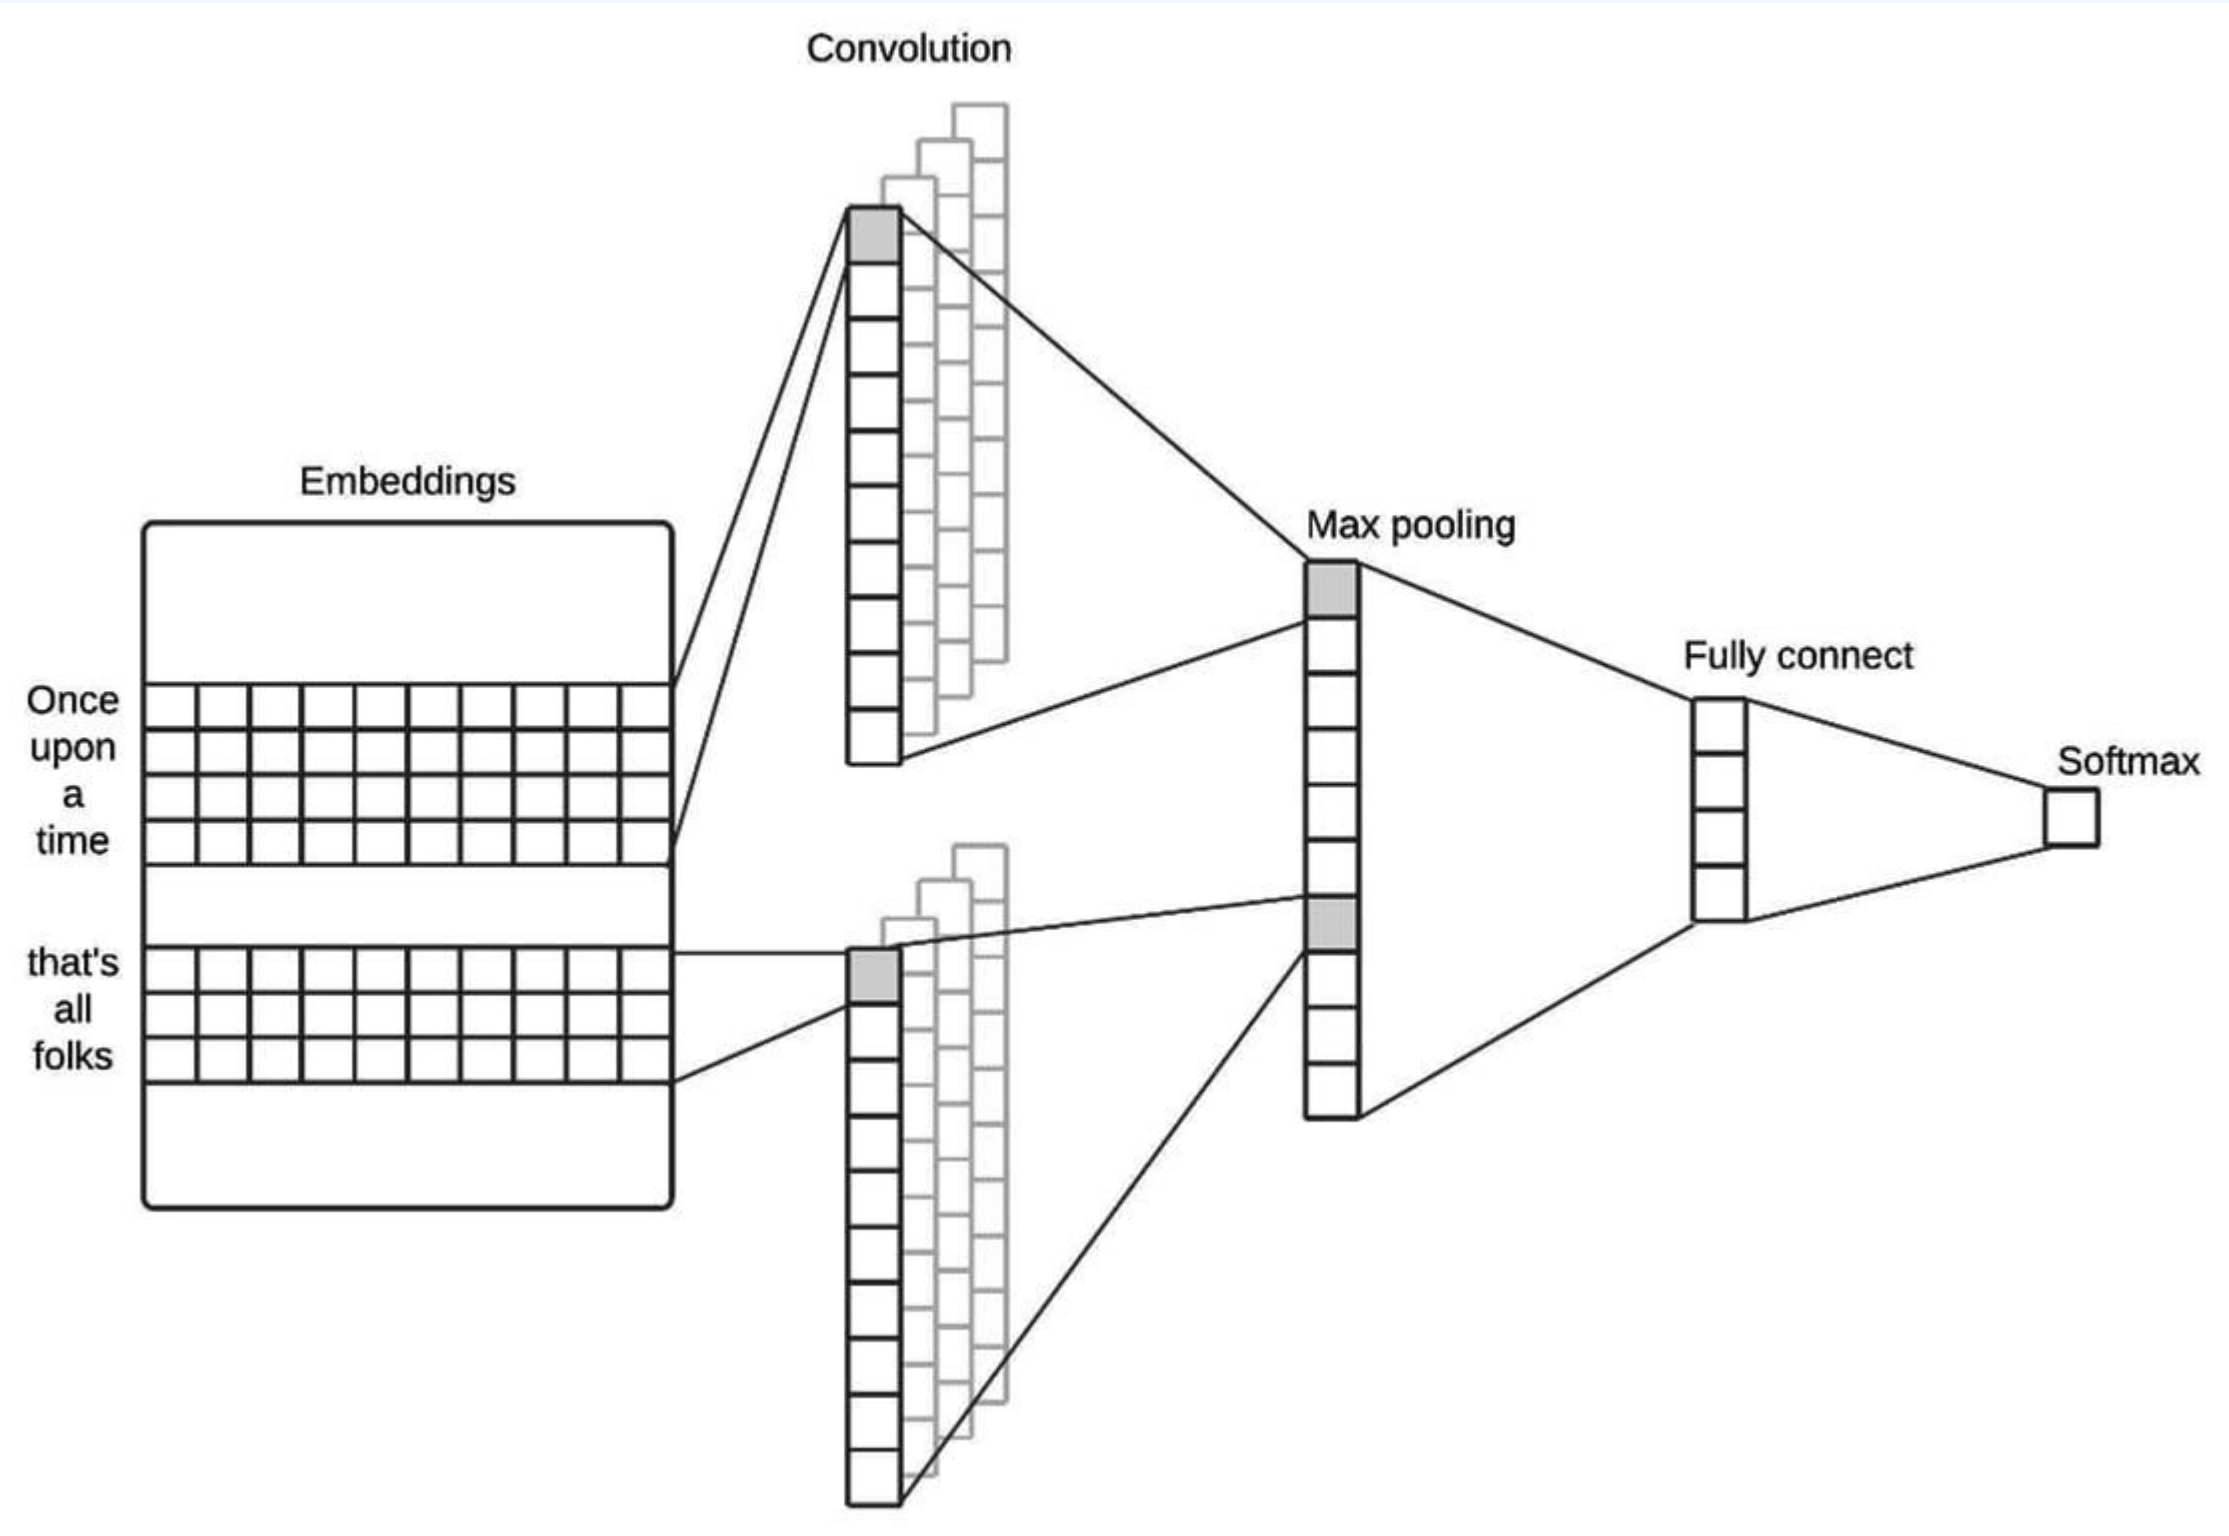 Convolution
Embeddings
Once
upon
a
time
that's
all
folks
Max pooling
Fully connect
Softmax